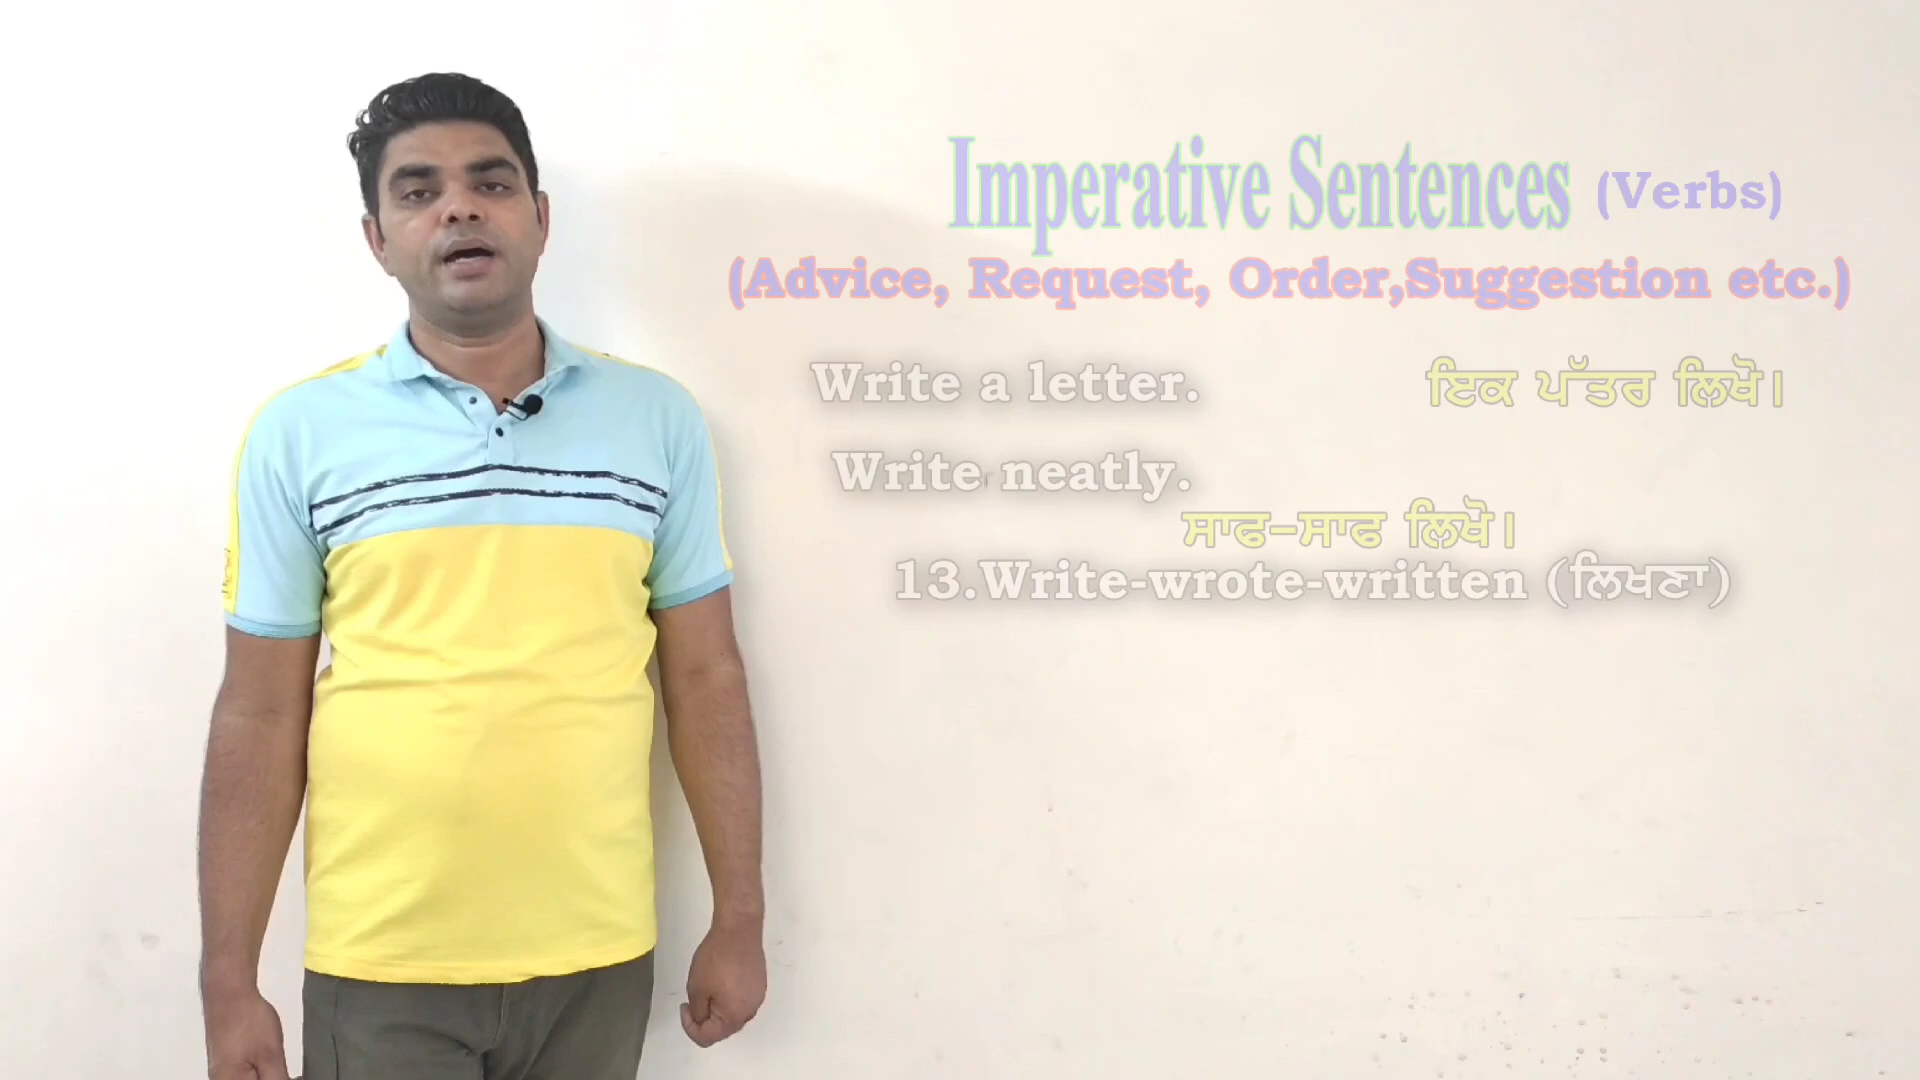 Imperative Sentences (Verbs)
(Advice, Request, Order,Suggestion etc.)
Write a letter. ਇਕ ਪੱਤਰ ਲਿਖੋ।
Write neatly.
ਸਾਫ-ਸਾਫ ਲਿਖੋ।
13.Write-wrote-written (ਲਿਖਣਾ)